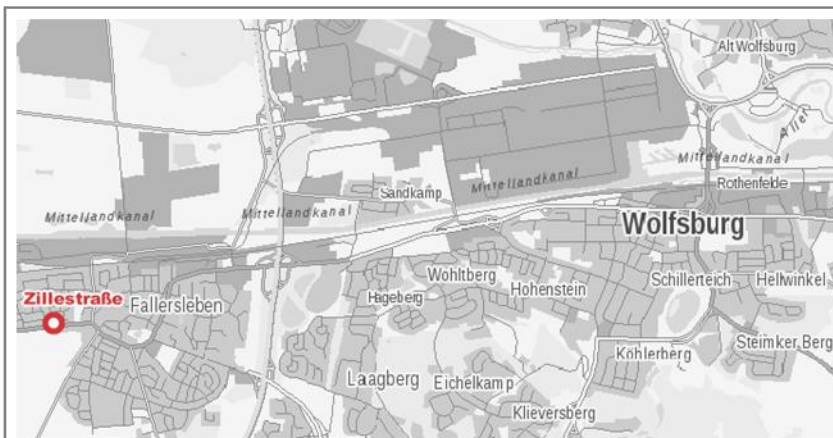 Alt Wolfsburg
Aller
Mittellandkanal
Rothenfelde
Mittellandkanal
Sandkamp
Mittellandkanal
Mittellandkanal
Wolfsburg
Wohltberg
Schillerteich
Hellwinkel
Hohenstein
Zillestraße
Fallersleben
Hageberg
Steimker Berg
Köhlerberg
Laagberg
Eichelkamp
Klieversberg